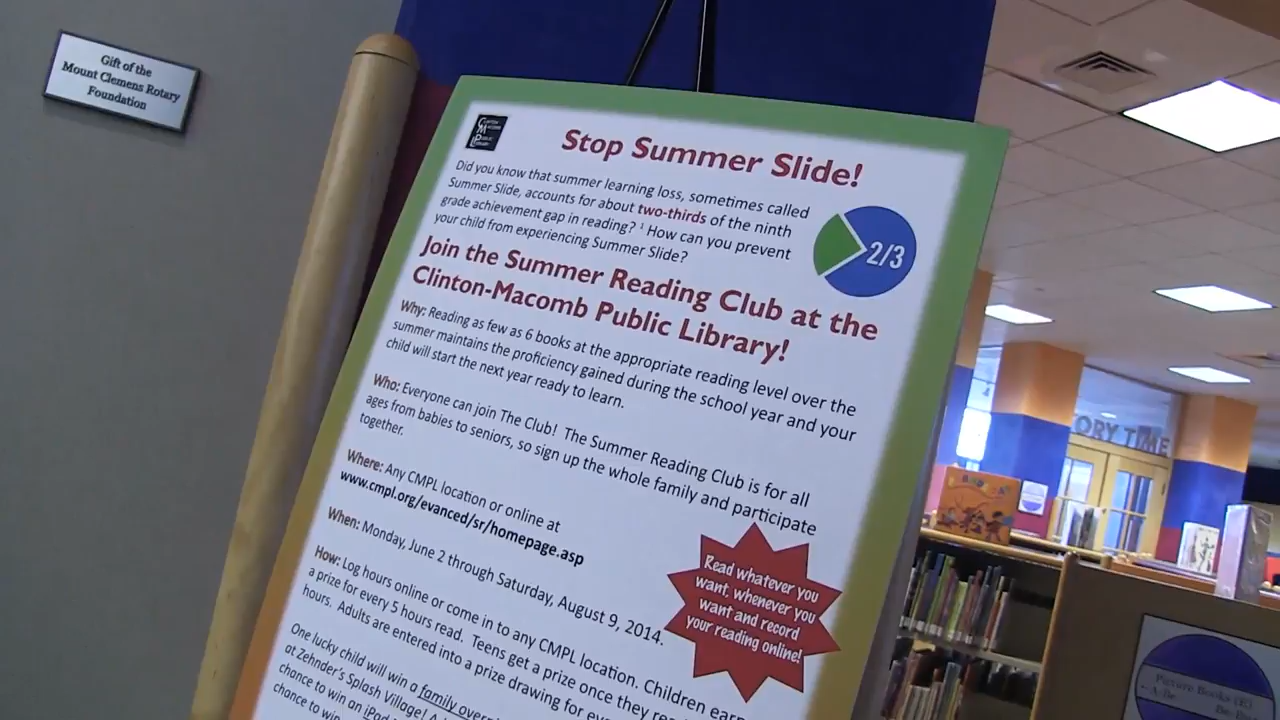 Gift of the
Mount Clemens Rotary
Foundation
Stop Summer Slide!
Did you know that summer learning loss, sometimes called
Summer Slide, accounts for about two-thirds of the ninth
grade achievement gap in reading? ¹ How can you prevent
your child from experiencing Summer Slide?
2/3
Join the Summer Reading Club at the
Clinton-Macomb Public Library!
Why: Reading as few as 6 books at the appropriate reading level over the
summer maintains the proficiency gained during the school year and your
child will start the next year ready to learn.
Who: Everyone can join The Club! The Summer Reading Club is for all
ages from babies to seniors, so sign up the whole family and participate
together.
Where: Any CMPL location or online at
www.cmpl.org/evanced/sr/homepage.asp
When: Monday, June 2 through Saturday, August 9, 2014.
How: Log hours online or come in to any CMPL location. Children earn
a prize for every 5 hours read. Teens get a prize once they
hours. Adults are entered into a prize drawing for
One lucky child will win a family
at Zehnder's Splash Village!
chance to win an iPad
chance to win
Read whatever you
want, whenever you
want and record
your reading online!
ORY TIME
Picture Books (E)
A-Be